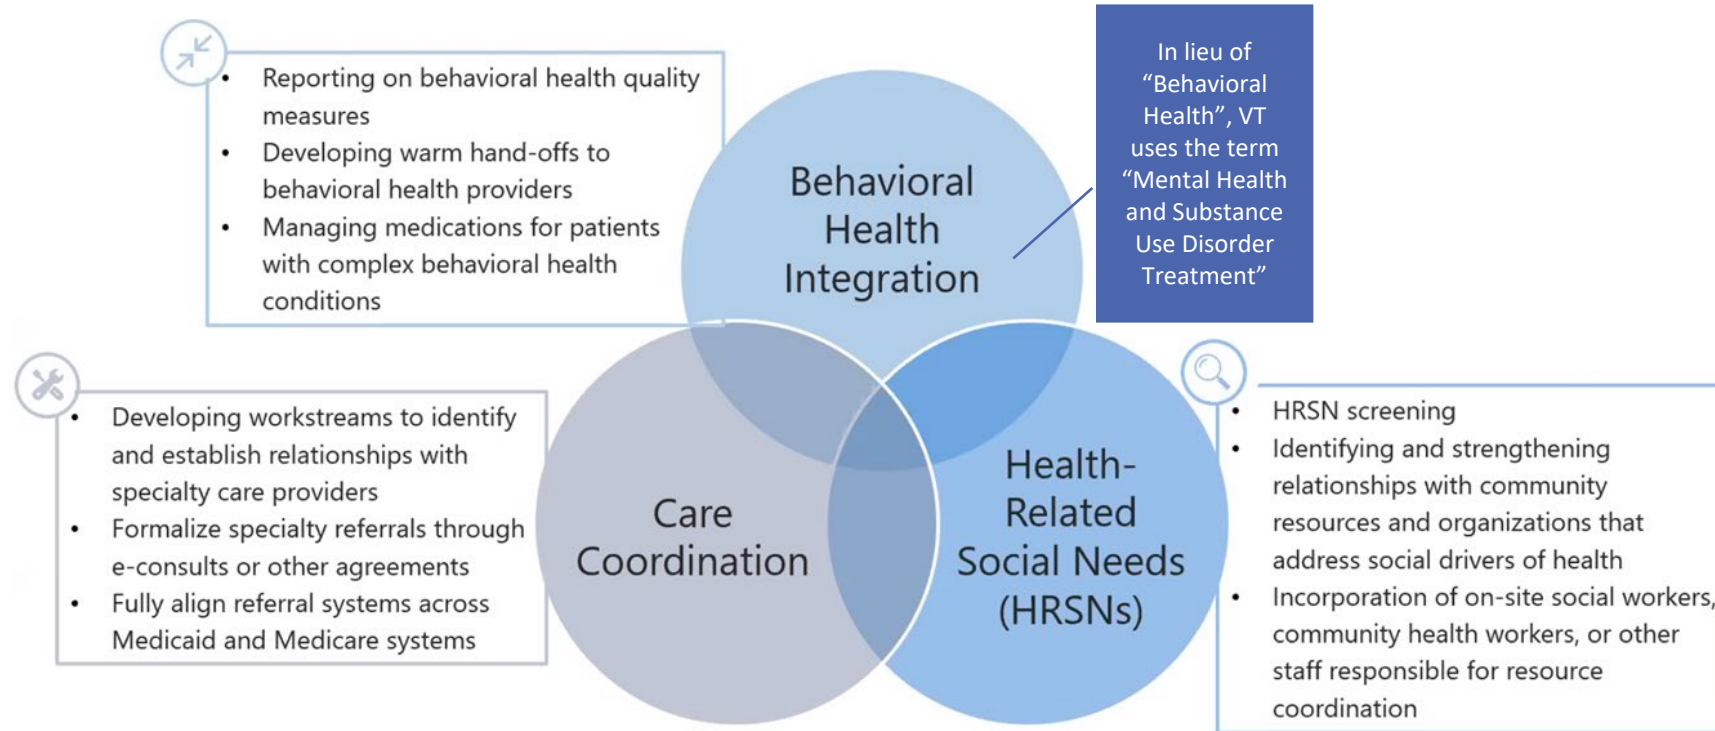 • Reporting on behavioral health quality
measures
• Developing warm hand-offs to
behavioral health providers
• Managing medications for patients
with complex behavioral health
conditions
Behavioral
Health
Integration
In lieu of
“Behavioral
Health”, VT
uses the term
“Mental Health
and Substance
Use Disorder
Treatment”
• Developing workstreams to identify
and establish relationships with
specialty care providers
• Formalize specialty referrals through
e-consults or other agreements
• Fully align referral systems across
Medicaid and Medicare systems
Care
Coordination
Health-
Related
Social Needs
(HRSNs)
• HRSN screening
• Identifying and strengthening
relationships with community
resources and organizations that
address social drivers of health
• Incorporation of on-site social workers,
community health workers, or other
staff responsible for resource
coordination